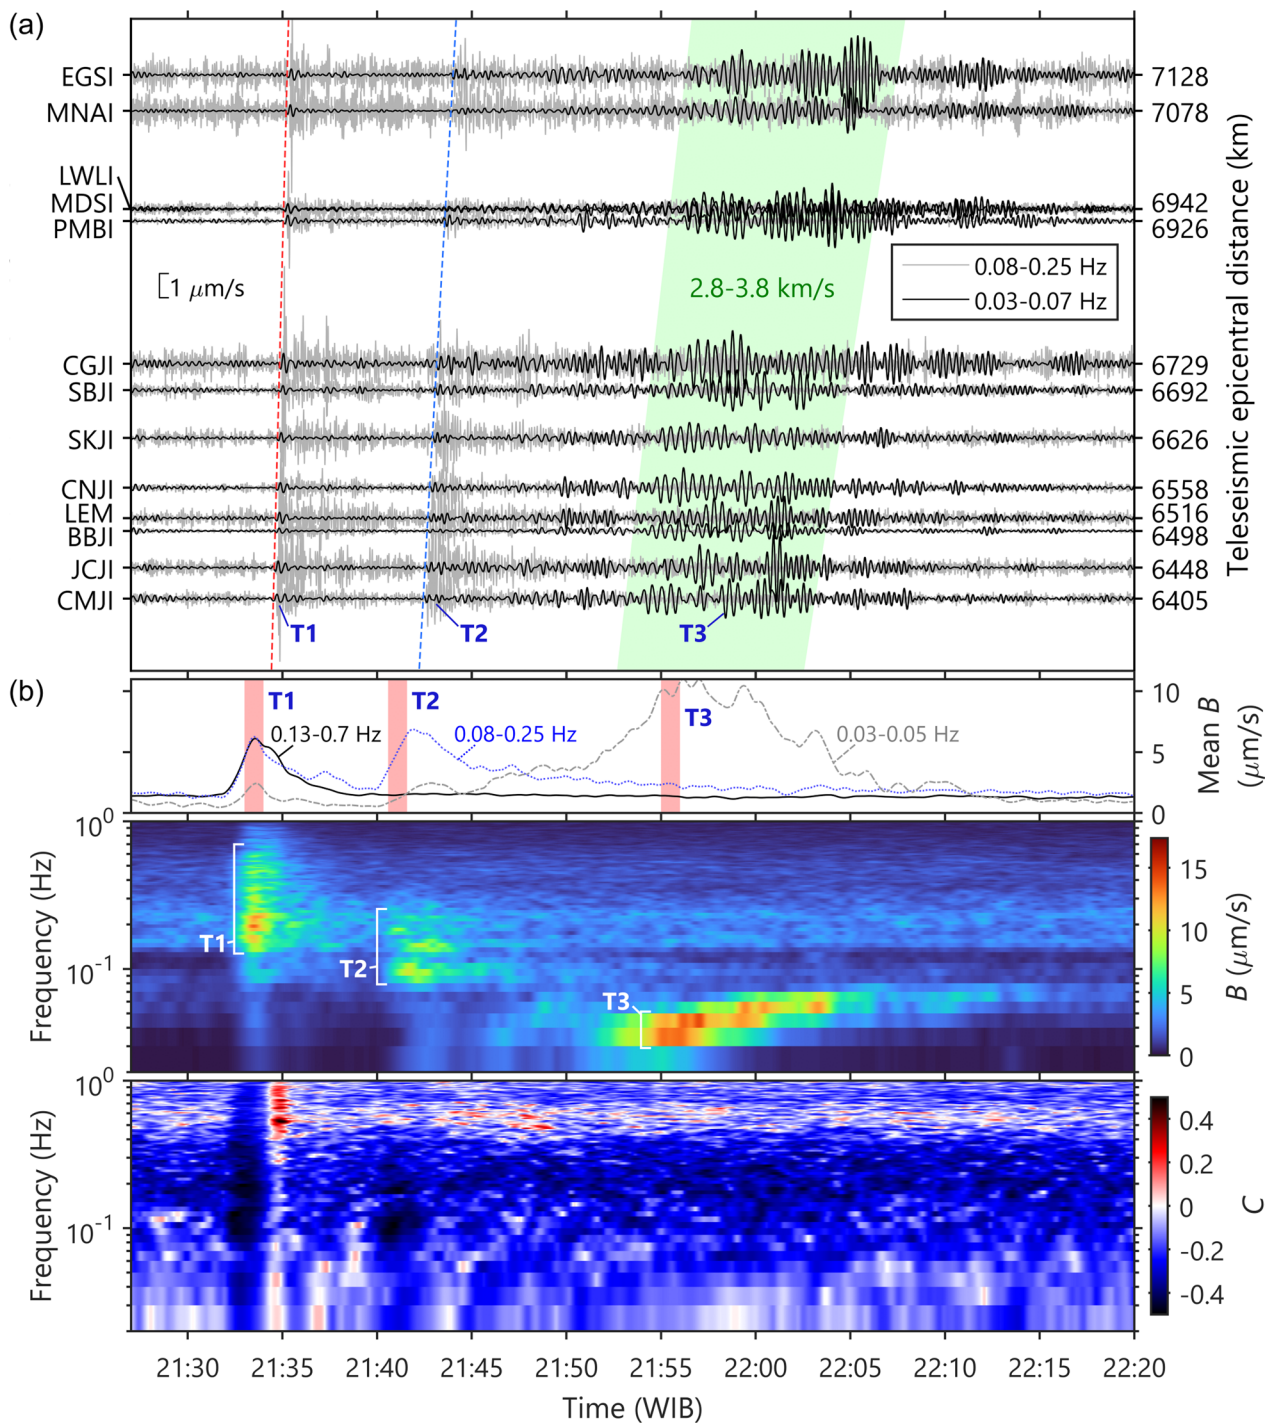 (a)
EGSI
7128
MNAI
7078
LWLI
MDSI
6942
PMBI
6926
0.08-0.25 Hz
0.03-0.07 Hz
1 μm/s
2.8-3.8 km/s
CGJI
6729
SBJI
6692
SKJI
6626
CNJI
6558
LEM
6516
BBJI
6498
JCJI
6448
CMJI
6405
T1
T2
T3
Teleseismic epicentral distance (km)
(b)
T1
T2
T3
0.13-0.7 Hz
0.08-0.25 Hz
0.03-0.05 Hz
10
5
0
Mean B
(μm/s)
10⁰
10⁻¹
Frequency (Hz)
T1
T2
T3
15
10
5
0
B (μm/s)
10⁰
10⁻¹
Frequency (Hz)
0.4
0.2
0
-0.2
-0.4
C
21:30 21:35 21:40 21:45 21:50 21:55 22:00 22:05 22:10 22:15 22:20
Time (WIB)